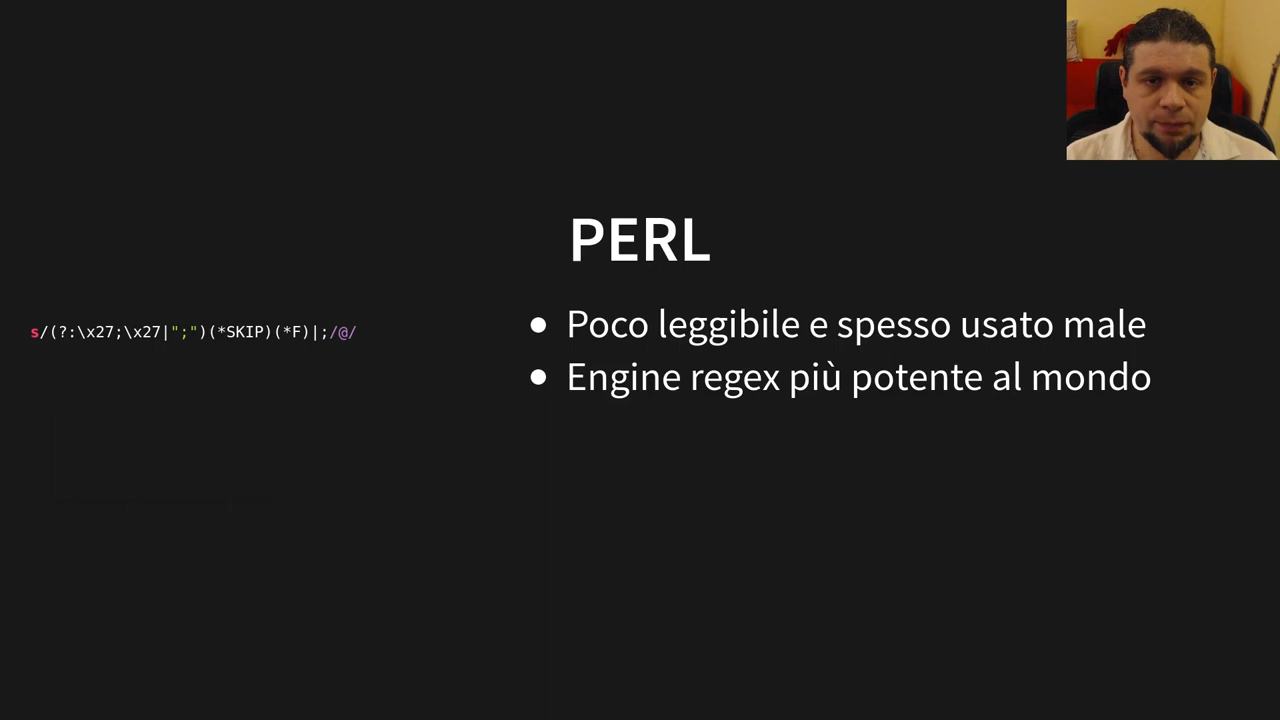 PERL
s/(?:\x27;\x27|";")(*SKIP)(*F)|;/@/
Poco leggibile e spesso usato male
Engine regex più potente al mondo